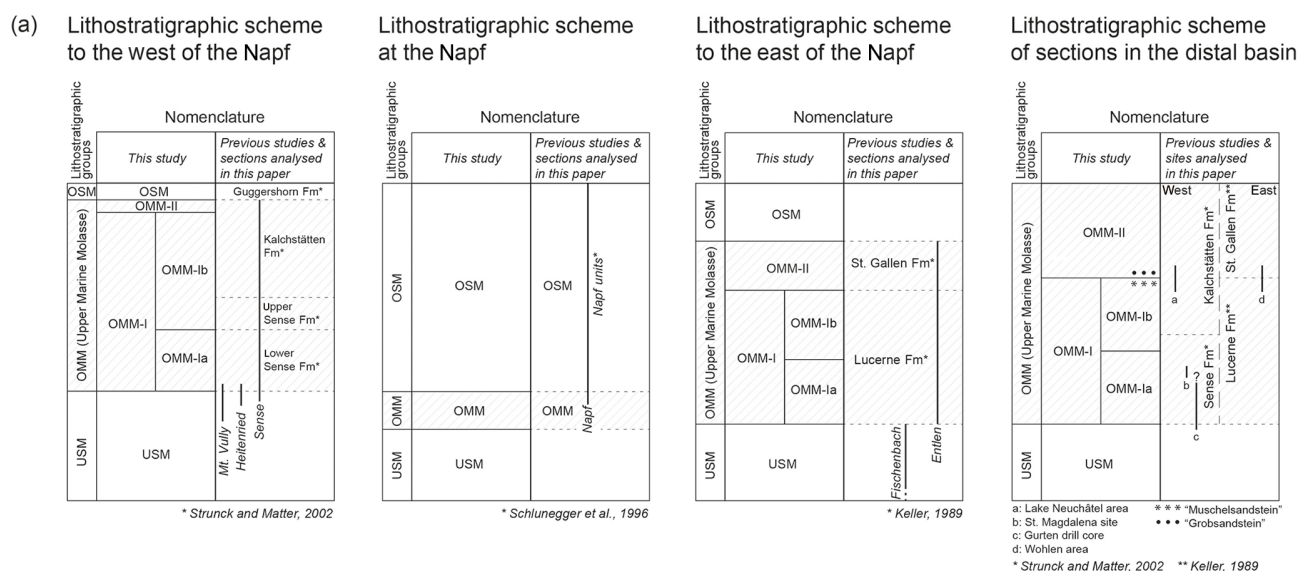 (a)
Lithostratigraphic scheme
to the west of the Napf
Lithostratigraphic
groups
Nomenclature
This study
Previous studies &
sections analysed
in this paper
OSM
OSM
Guggershorn Fm*
OMM-II
OMM (Upper Marine Molasse)
OMM-I
OMM-Ib
OMM-Ia
Kalchstätten
Fm*
Upper
Sense Fm*
Lower
Sense Fm*
USM
USM
Mt. Vully
Heitenried
Sense
* Strunck and Matter, 2002
Lithostratigraphic scheme
at the Napf
Lithostratigraphic
groups
Nomenclature
This study
Previous studies &
sections analysed
in this paper
OSM
OSM
OSM
Napf units*
OMM
OMM
OMM
Napf
USM
USM
* Schlunegger et al., 1996
Lithostratigraphic scheme
to the east of the Napf
Lithostratigraphic
groups
Nomenclature
This study
Previous studies &
sections analysed
in this paper
OSM
OSM
OMM (Upper Marine Molasse)
OMM-II
St. Gallen Fm*
OMM-I
OMM-Ib
OMM-Ia
Lucerne Fm*
USM
USM
Fischenbach
Entlen
* Keller, 1989
Lithostratigraphic scheme
of sections in the distal basin
Lithostratigraphic
groups
Nomenclature
This study
Previous studies &
sites analysed
in this paper
West
East
OMM (Upper Marine Molasse)
OMM-II
• • •
* * *
OMM-I
OMM-Ib
OMM-Ia
Kalchstätten Fm*
St. Gallen Fm**
Sense Fm*
Lucerne Fm**
a
d
b
?
c
USM
USM
a: Lake Neuchâtel area
b: St. Magdalena site
c: Gurten drill core
d: Wohlen area
* * * “Muschelsandstein”
• • • “Grobsandstein”
* Strunck and Matter, 2002 ** Keller, 1989